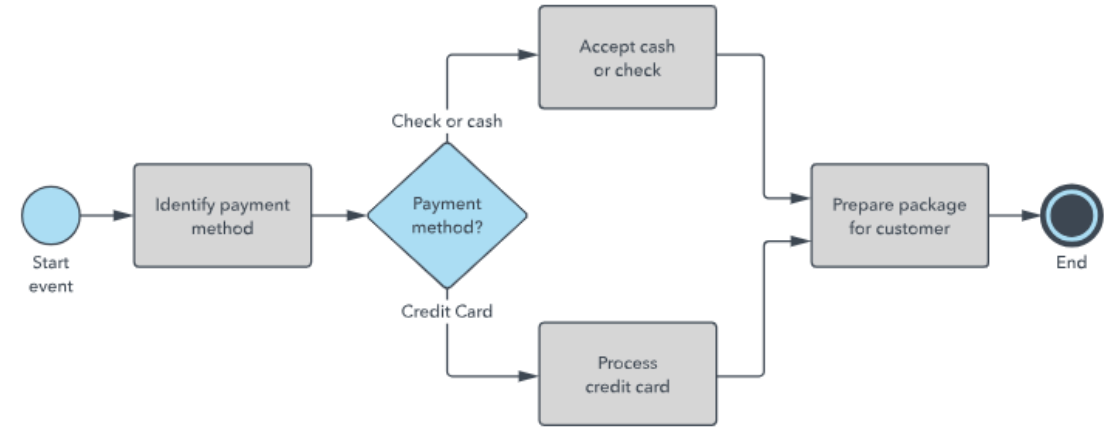 Start
event
Identify payment
method
Payment
method?
Check or cash
Accept cash
or check
Credit Card
Process
credit card
Prepare package
for customer
End